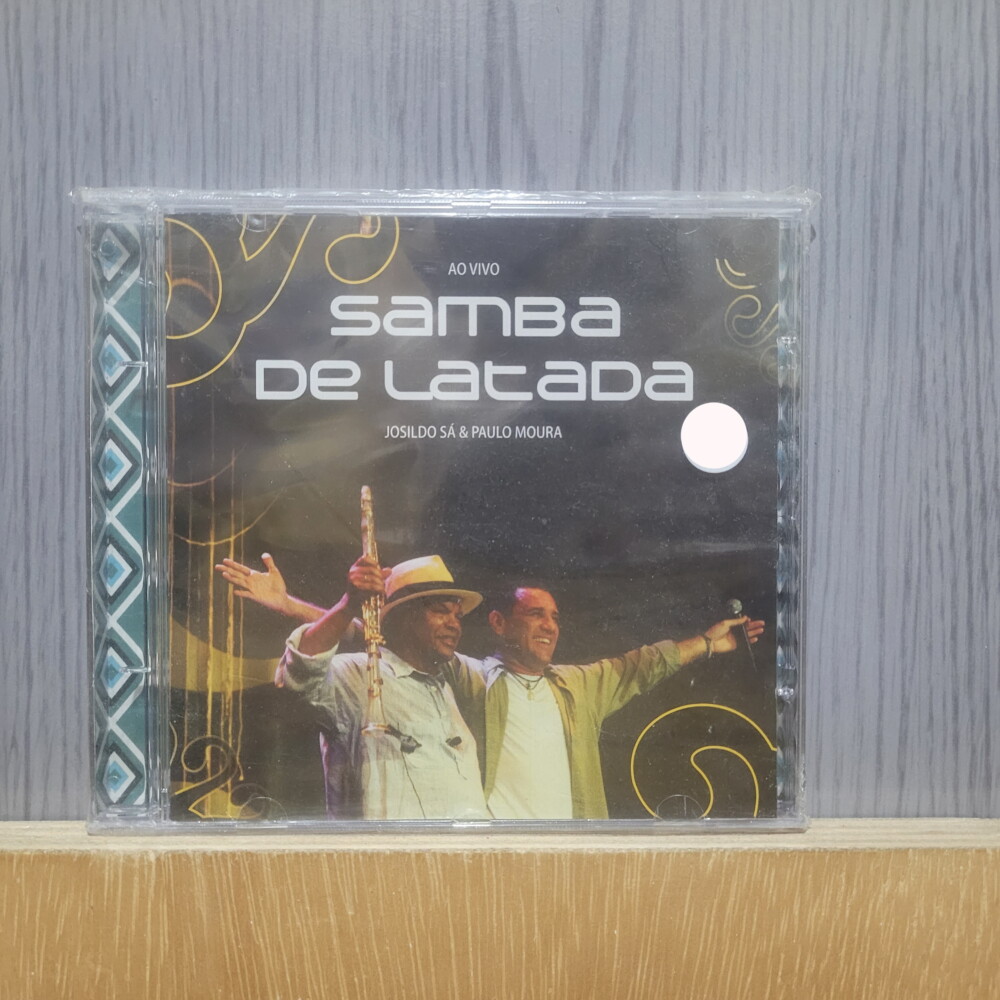 AO VIVO
SAMBA
DE LATADA
JOSILDO SÁ & PAULO MOURA